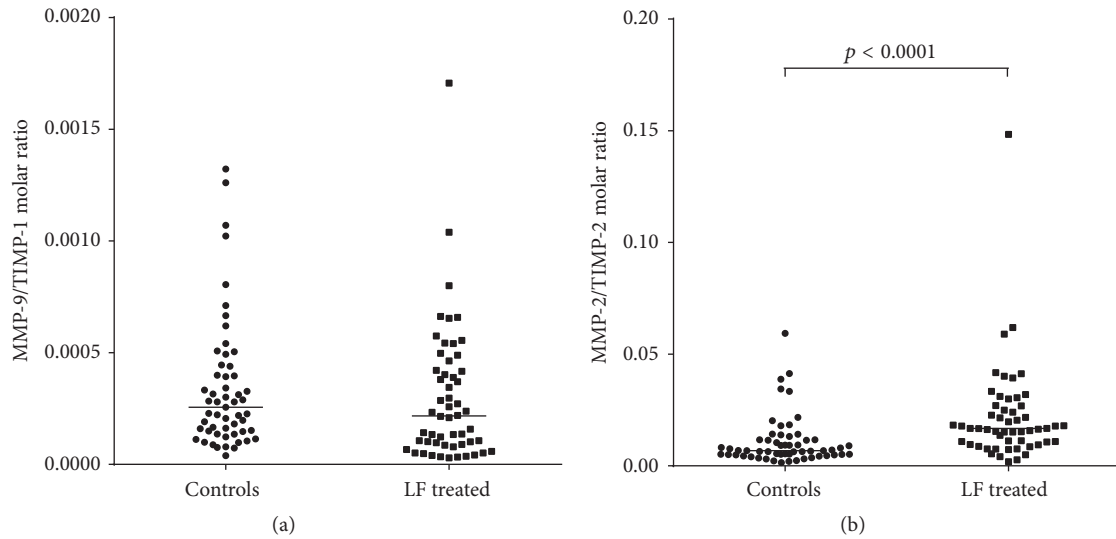 MMP-9/TIMP-1 molar ratio
0.0020
0.0015
0.0010
0.0005
0.0000
Controls
LF treated
(a)
MMP-2/TIMP-2 molar ratio
0.20
0.15
0.10
0.05
0.00
p < 0.0001
Controls
LF treated
(b)